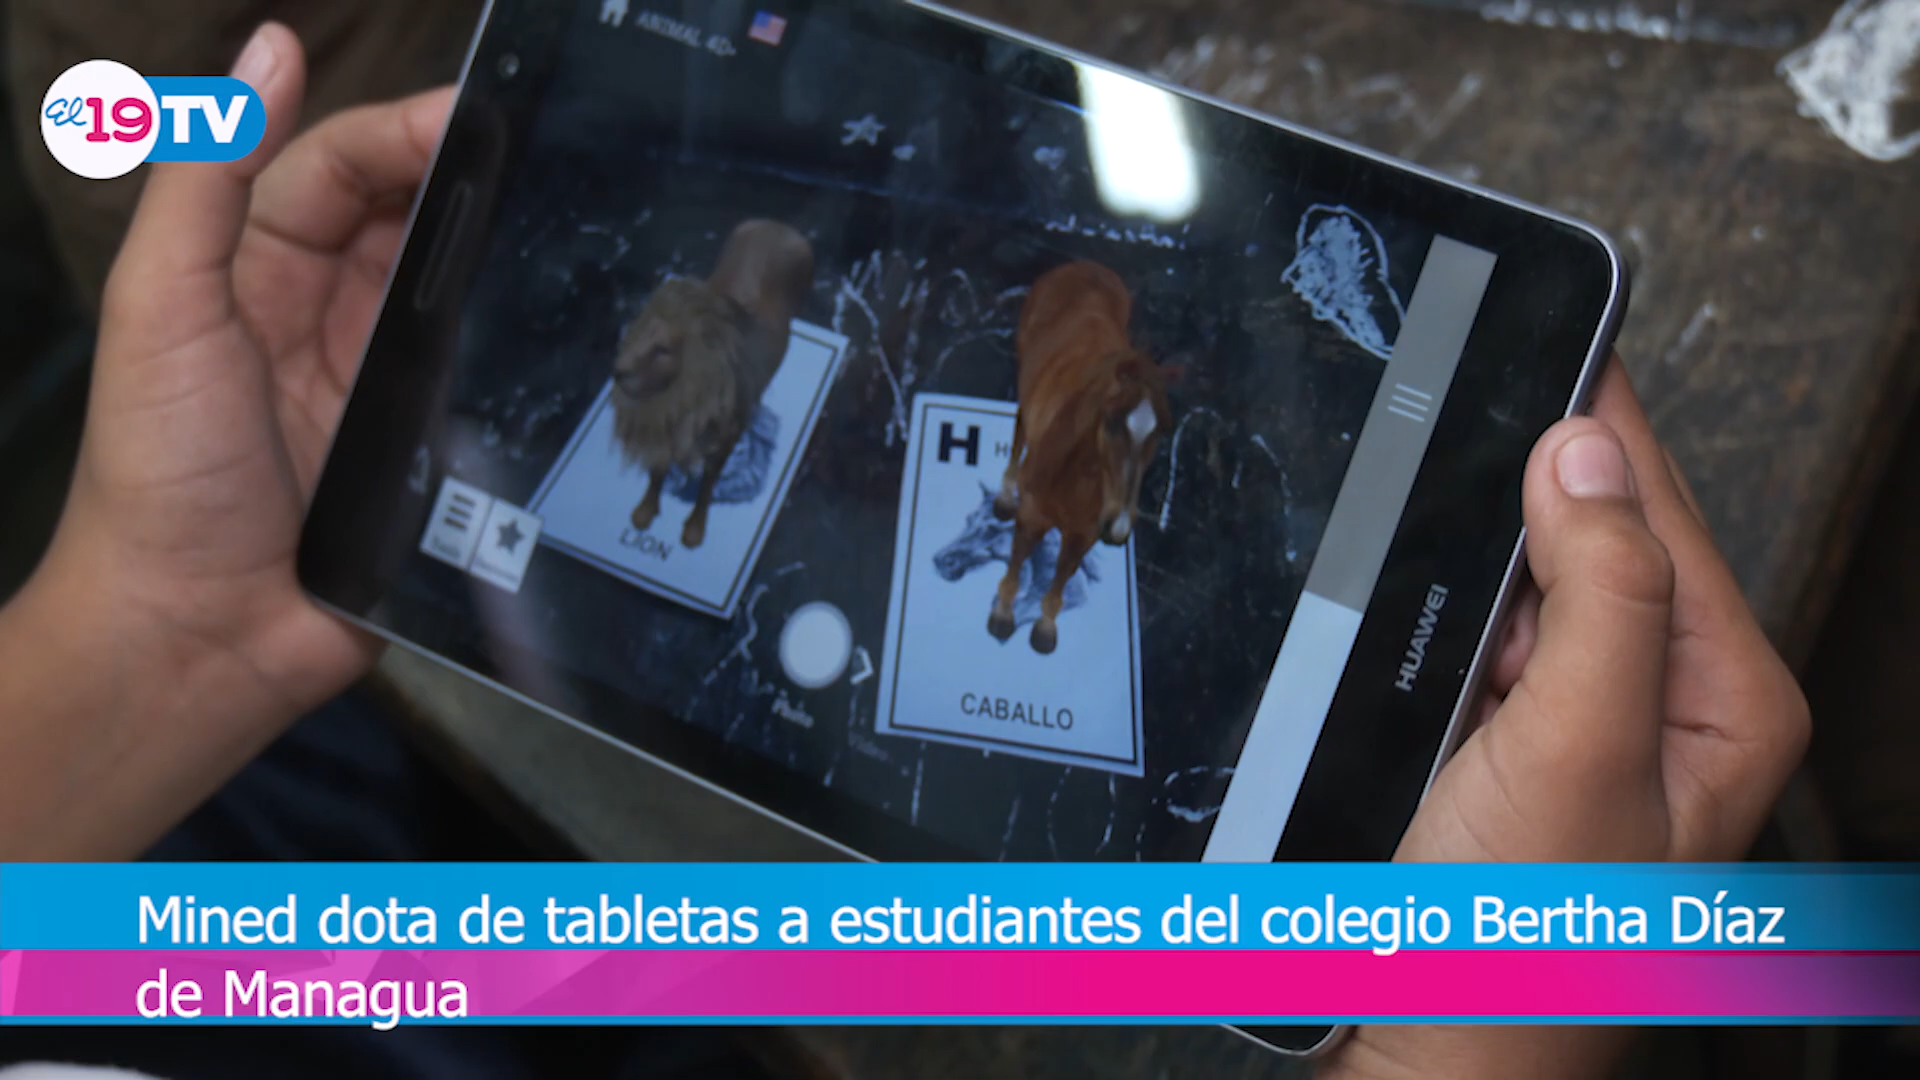 El 19 TV
ANIMAL 4D+
H
LION
CABALLO
HUAWEI
Mined dota de tabletas a estudiantes del colegio Bertha Díaz
de Managua